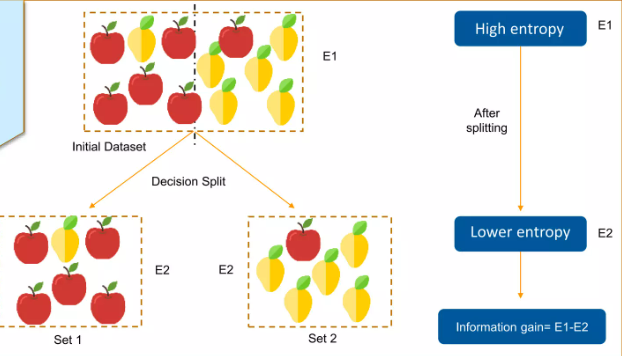 High entropy
E1
E1
After
splitting
Initial Dataset
Decision Split
E2
E2
Lower entropy
E2
Information gain= E1-E2
Set 1
Set 2